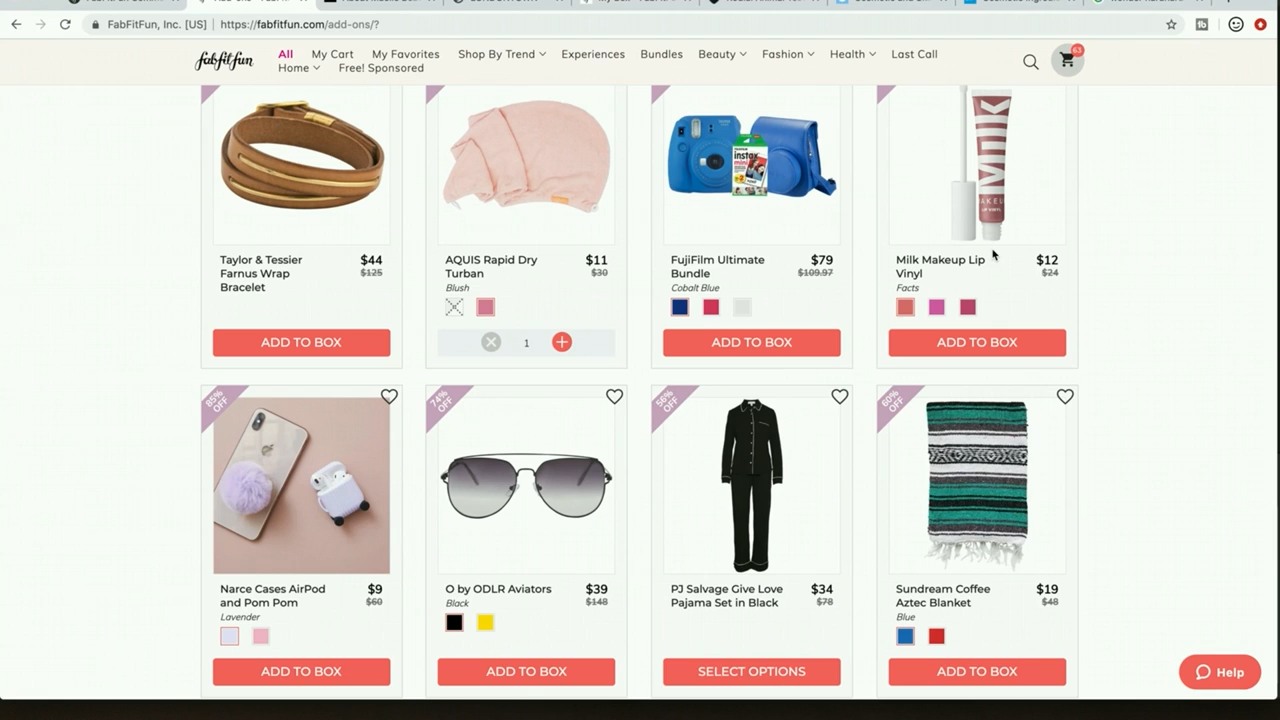 FabFitFun, Inc. [US]
https://fabfitfun.com/add-ons/?
fabfitfun
All
My Cart
My Favorites
Shop By Trend
Experiences
Bundles
Beauty
Fashion
Health
Last Call
Home
Free! Sponsored
63
instax
mini
Milk
MAKEUP
LIP VINYL
Taylor & Tessier
Farnus Wrap
Bracelet
$44
$125
AQUIS Rapid Dry
Turban
Blush
$11
$30
FujiFilm Ultimate
Bundle
Cobalt Blue
$79
$109.97
Milk Makeup Lip
Vinyl
Facts
$12
$24
ADD TO BOX
1
ADD TO BOX
ADD TO BOX
85%
OFF
74%
OFF
56%
OFF
60%
OFF
Narce Cases AirPod
and Pom Pom
Lavender
$9
$60
O by ODLR Aviators
Black
$39
$148
PJ Salvage Give Love
Pajama Set in Black
$34
$78
Sundream Coffee
Aztec Blanket
Blue
$19
$48
ADD TO BOX
ADD TO BOX
SELECT OPTIONS
ADD TO BOX
Help